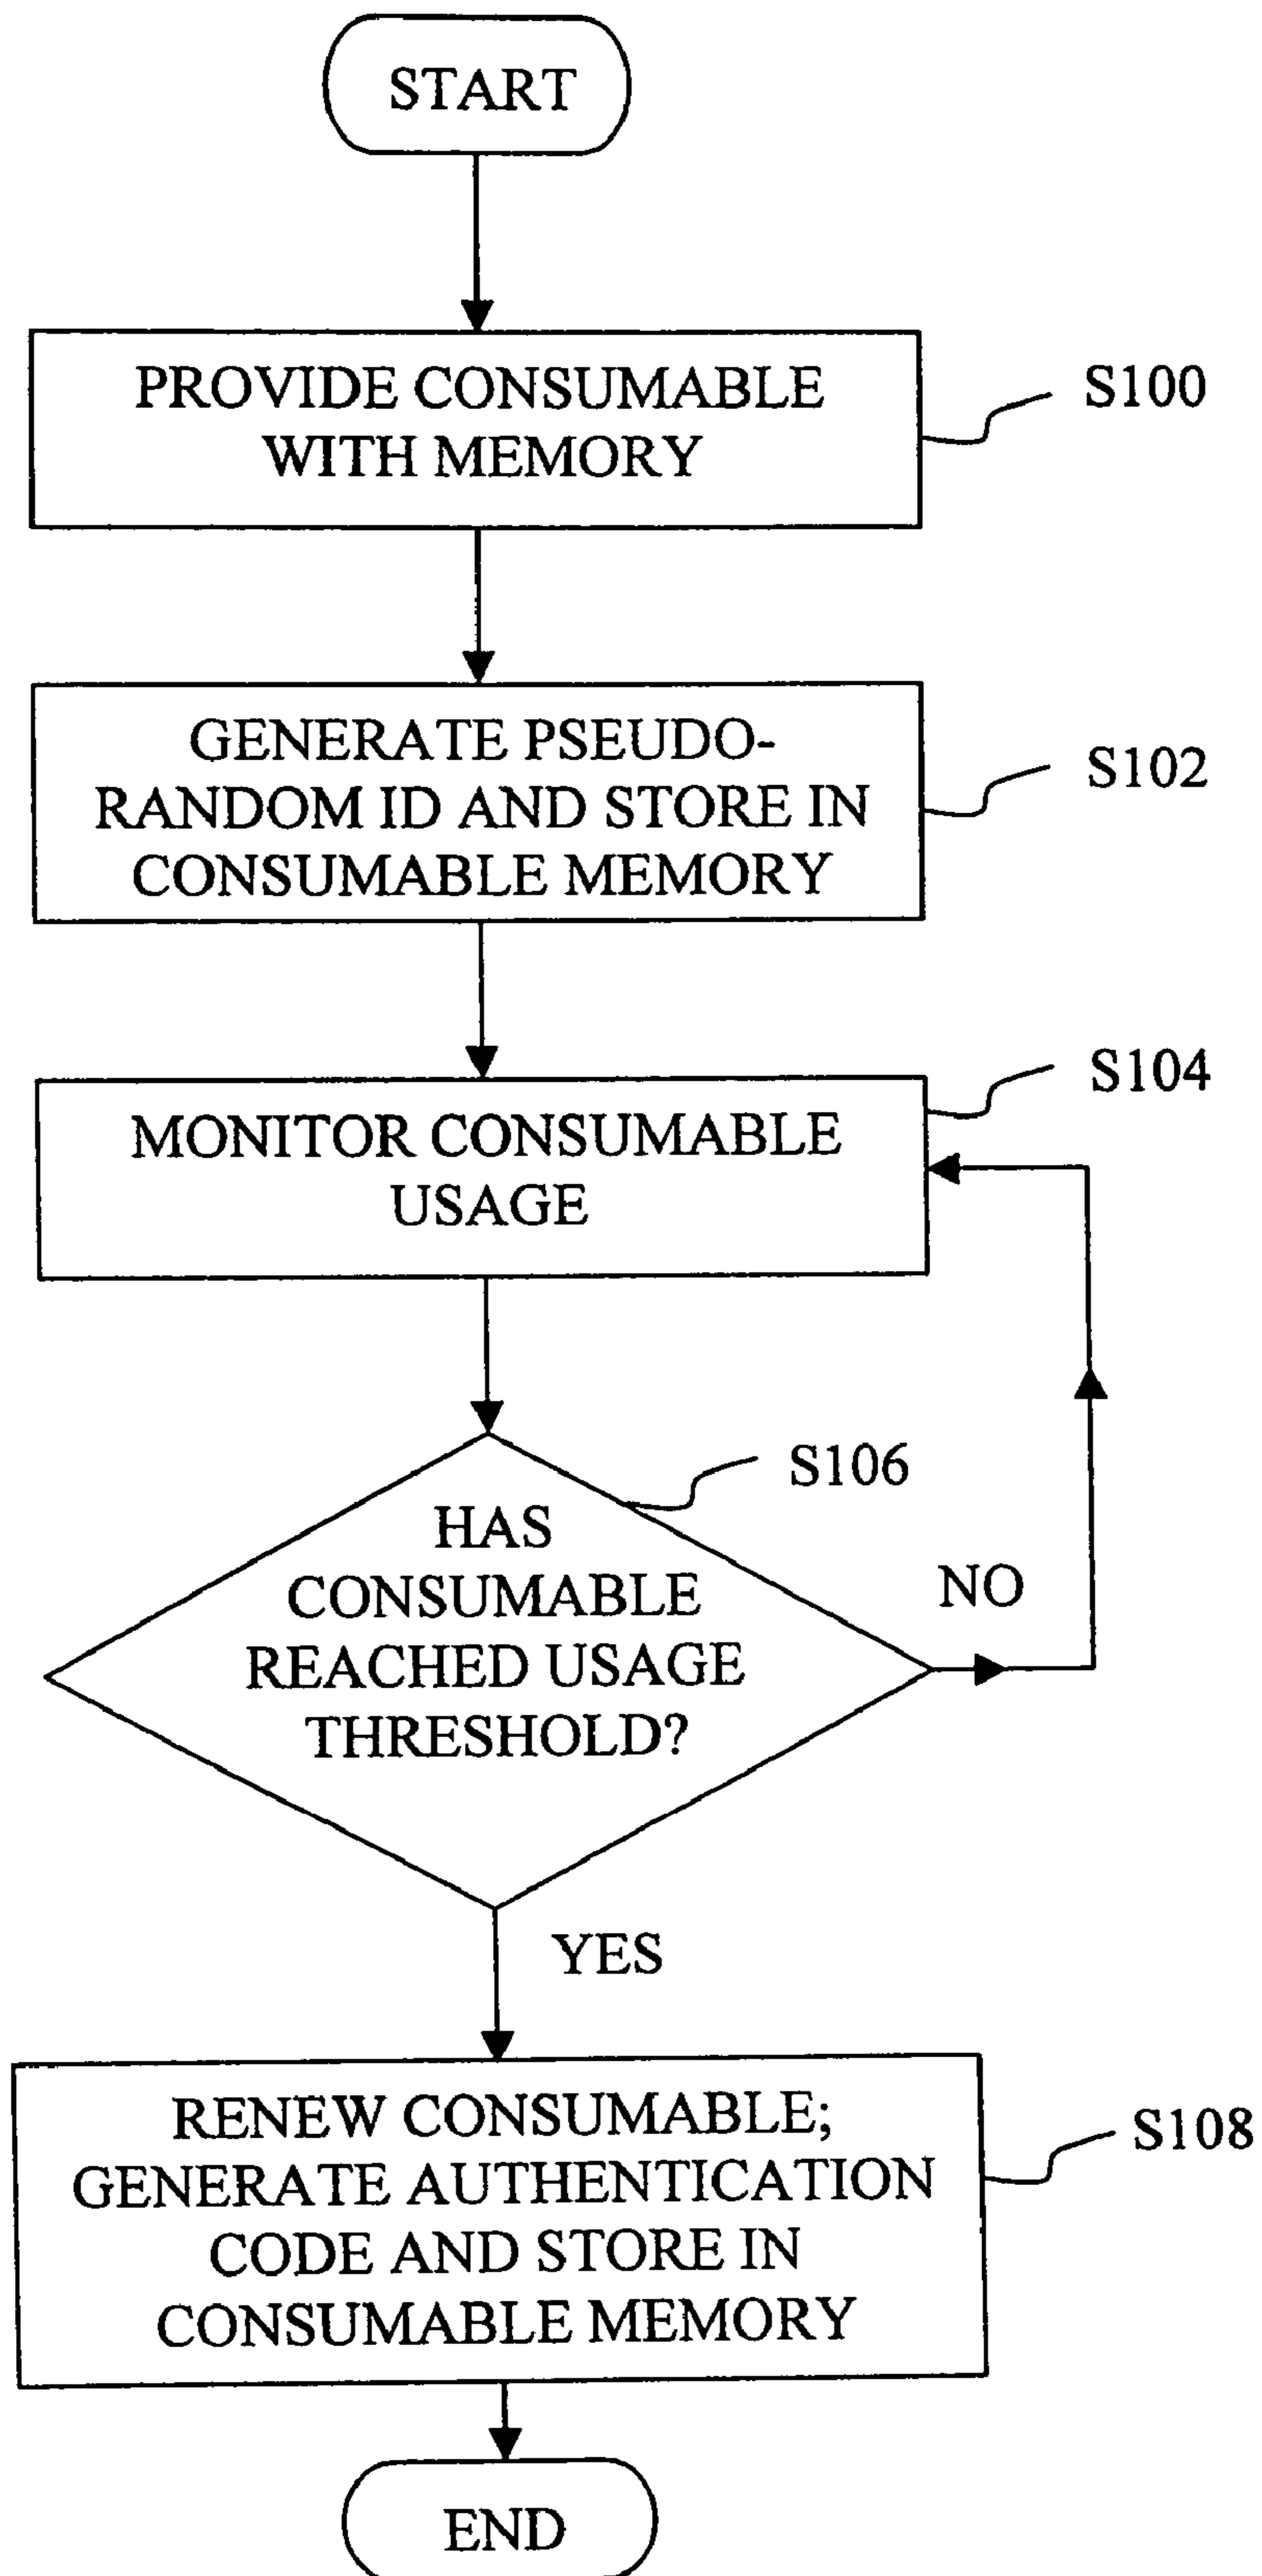 START
PROVIDE CONSUMABLE
WITH MEMORY
S100
GENERATE PSEUDO-
RANDOM ID AND STORE IN
CONSUMABLE MEMORY
S102
MONITOR CONSUMABLE
USAGE
S104
HAS
CONSUMABLE
REACHED USAGE
THRESHOLD?
S106
NO
YES
RENEW CONSUMABLE;
GENERATE AUTHENTICATION
CODE AND STORE IN
CONSUMABLE MEMORY
S108
END